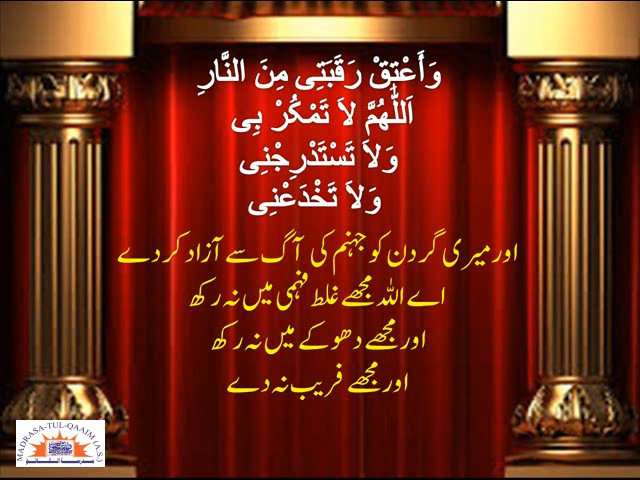 وَأَعْتِقْ رَقَبَتِی مِنَ النَّارِ
اَللّٰهُمَّ لاَ تَمْكُرْ بِی
وَلاَ تَسْتَدْرِجْنِی
وَلاَ تَخْدَعْنِی
اور میری گردن کو جہنم کی آگ سے آزاد کر دے
اے اللہ مجھے غلط فہمی میں نہ رکھ
اور مجھے دھوکے میں نہ رکھ
اور مجھے فریب نہ دے
MADRASA-TUL-QAAIM (A.S.)